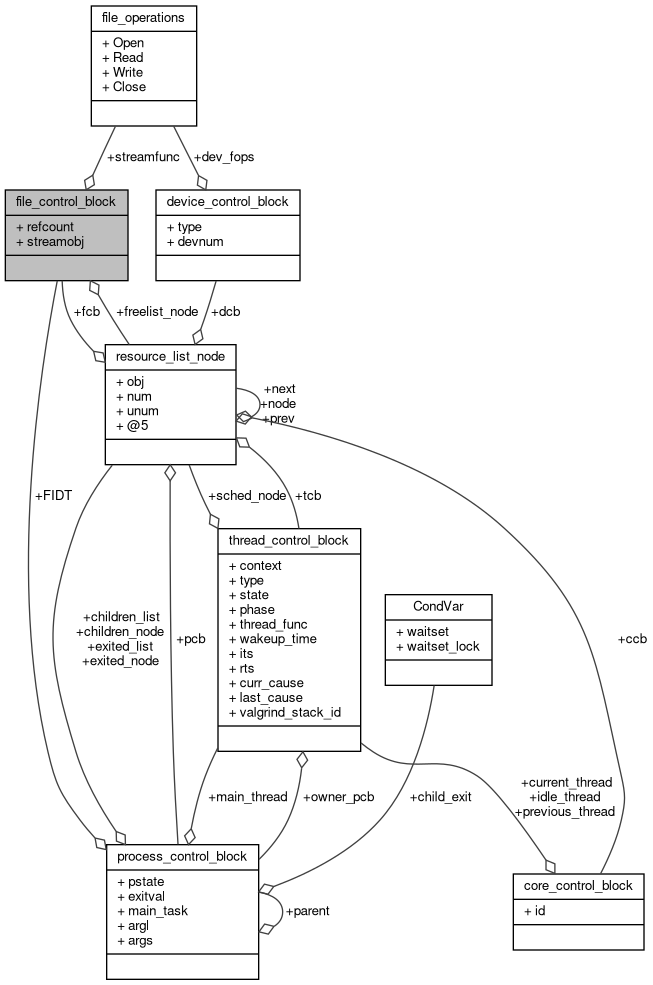 file_operations
+ Open
+ Read
+ Write
+ Close
+streamfunc
+dev_fops
file_control_block
+ refcount
+ streamobj
device_control_block
+ type
+ devnum
+fcb
+freelist_node
+dcb
resource_list_node
+ obj
+ num
+ unum
+ @5
+next
+node
+prev
+FIDT
+sched_node
+tcb
thread_control_block
+ context
+ type
+ state
+ phase
+ thread_func
+ wakeup_time
+ its
+ rts
+ curr_cause
+ last_cause
+ valgrind_stack_id
CondVar
+ waitset
+ waitset_lock
+children_list
+children_node
+exited_list
+exited_node
+pcb
+ccb
+main_thread
+owner_pcb
+child_exit
+current_thread
+idle_thread
+previous_thread
process_control_block
+ pstate
+ exitval
+ main_task
+ argl
+ args
+parent
core_control_block
+ id